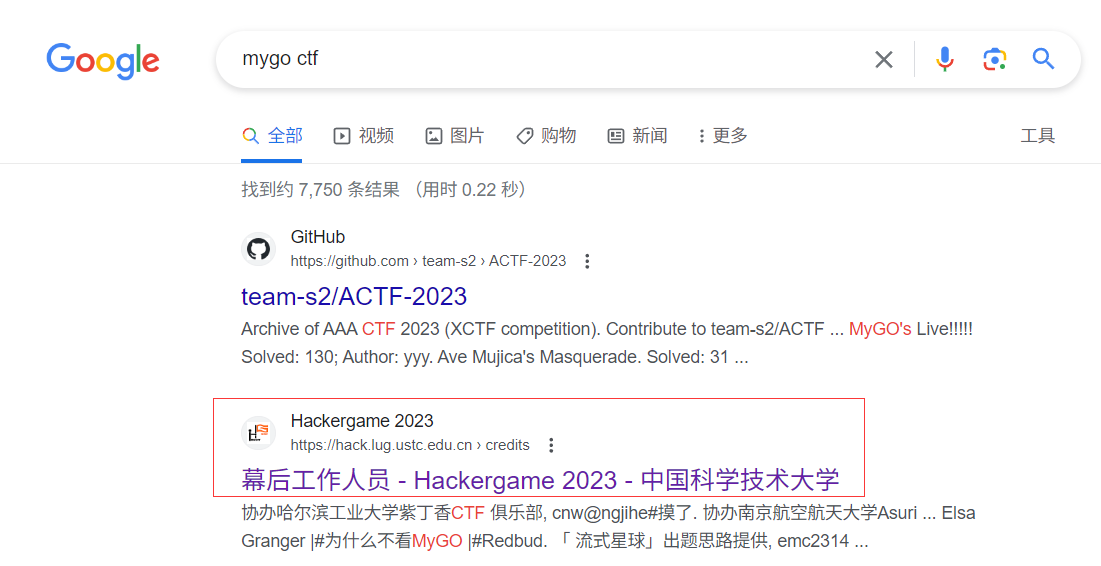 Google
mygo ctf
全部 视频 图片 购物 新闻 更多 工具
找到约 7,750 条结果 （用时 0.22 秒）
GitHub
https://github.com › team-s2 › ACTF-2023
team-s2/ACTF-2023
Archive of AAA CTF 2023 (XCTF competition). Contribute to team-s2/ACTF ... MyGO's Live!!!!!
Solved: 130; Author: yyy. Ave Mujica's Masquerade. Solved: 31 ...
Hackergame 2023
https://hack.lug.ustc.edu.cn › credits
幕后工作人员 - Hackergame 2023 - 中国科学技术大学
协办哈尔滨工业大学紫丁香CTF 俱乐部, cnw@ngjihe#摸了. 协办南京航空航天大学Asuri ... Elsa
Granger |#为什么不看MyGO |#Redbud. 「 流式星球」出题思路提供, emc2314 ...